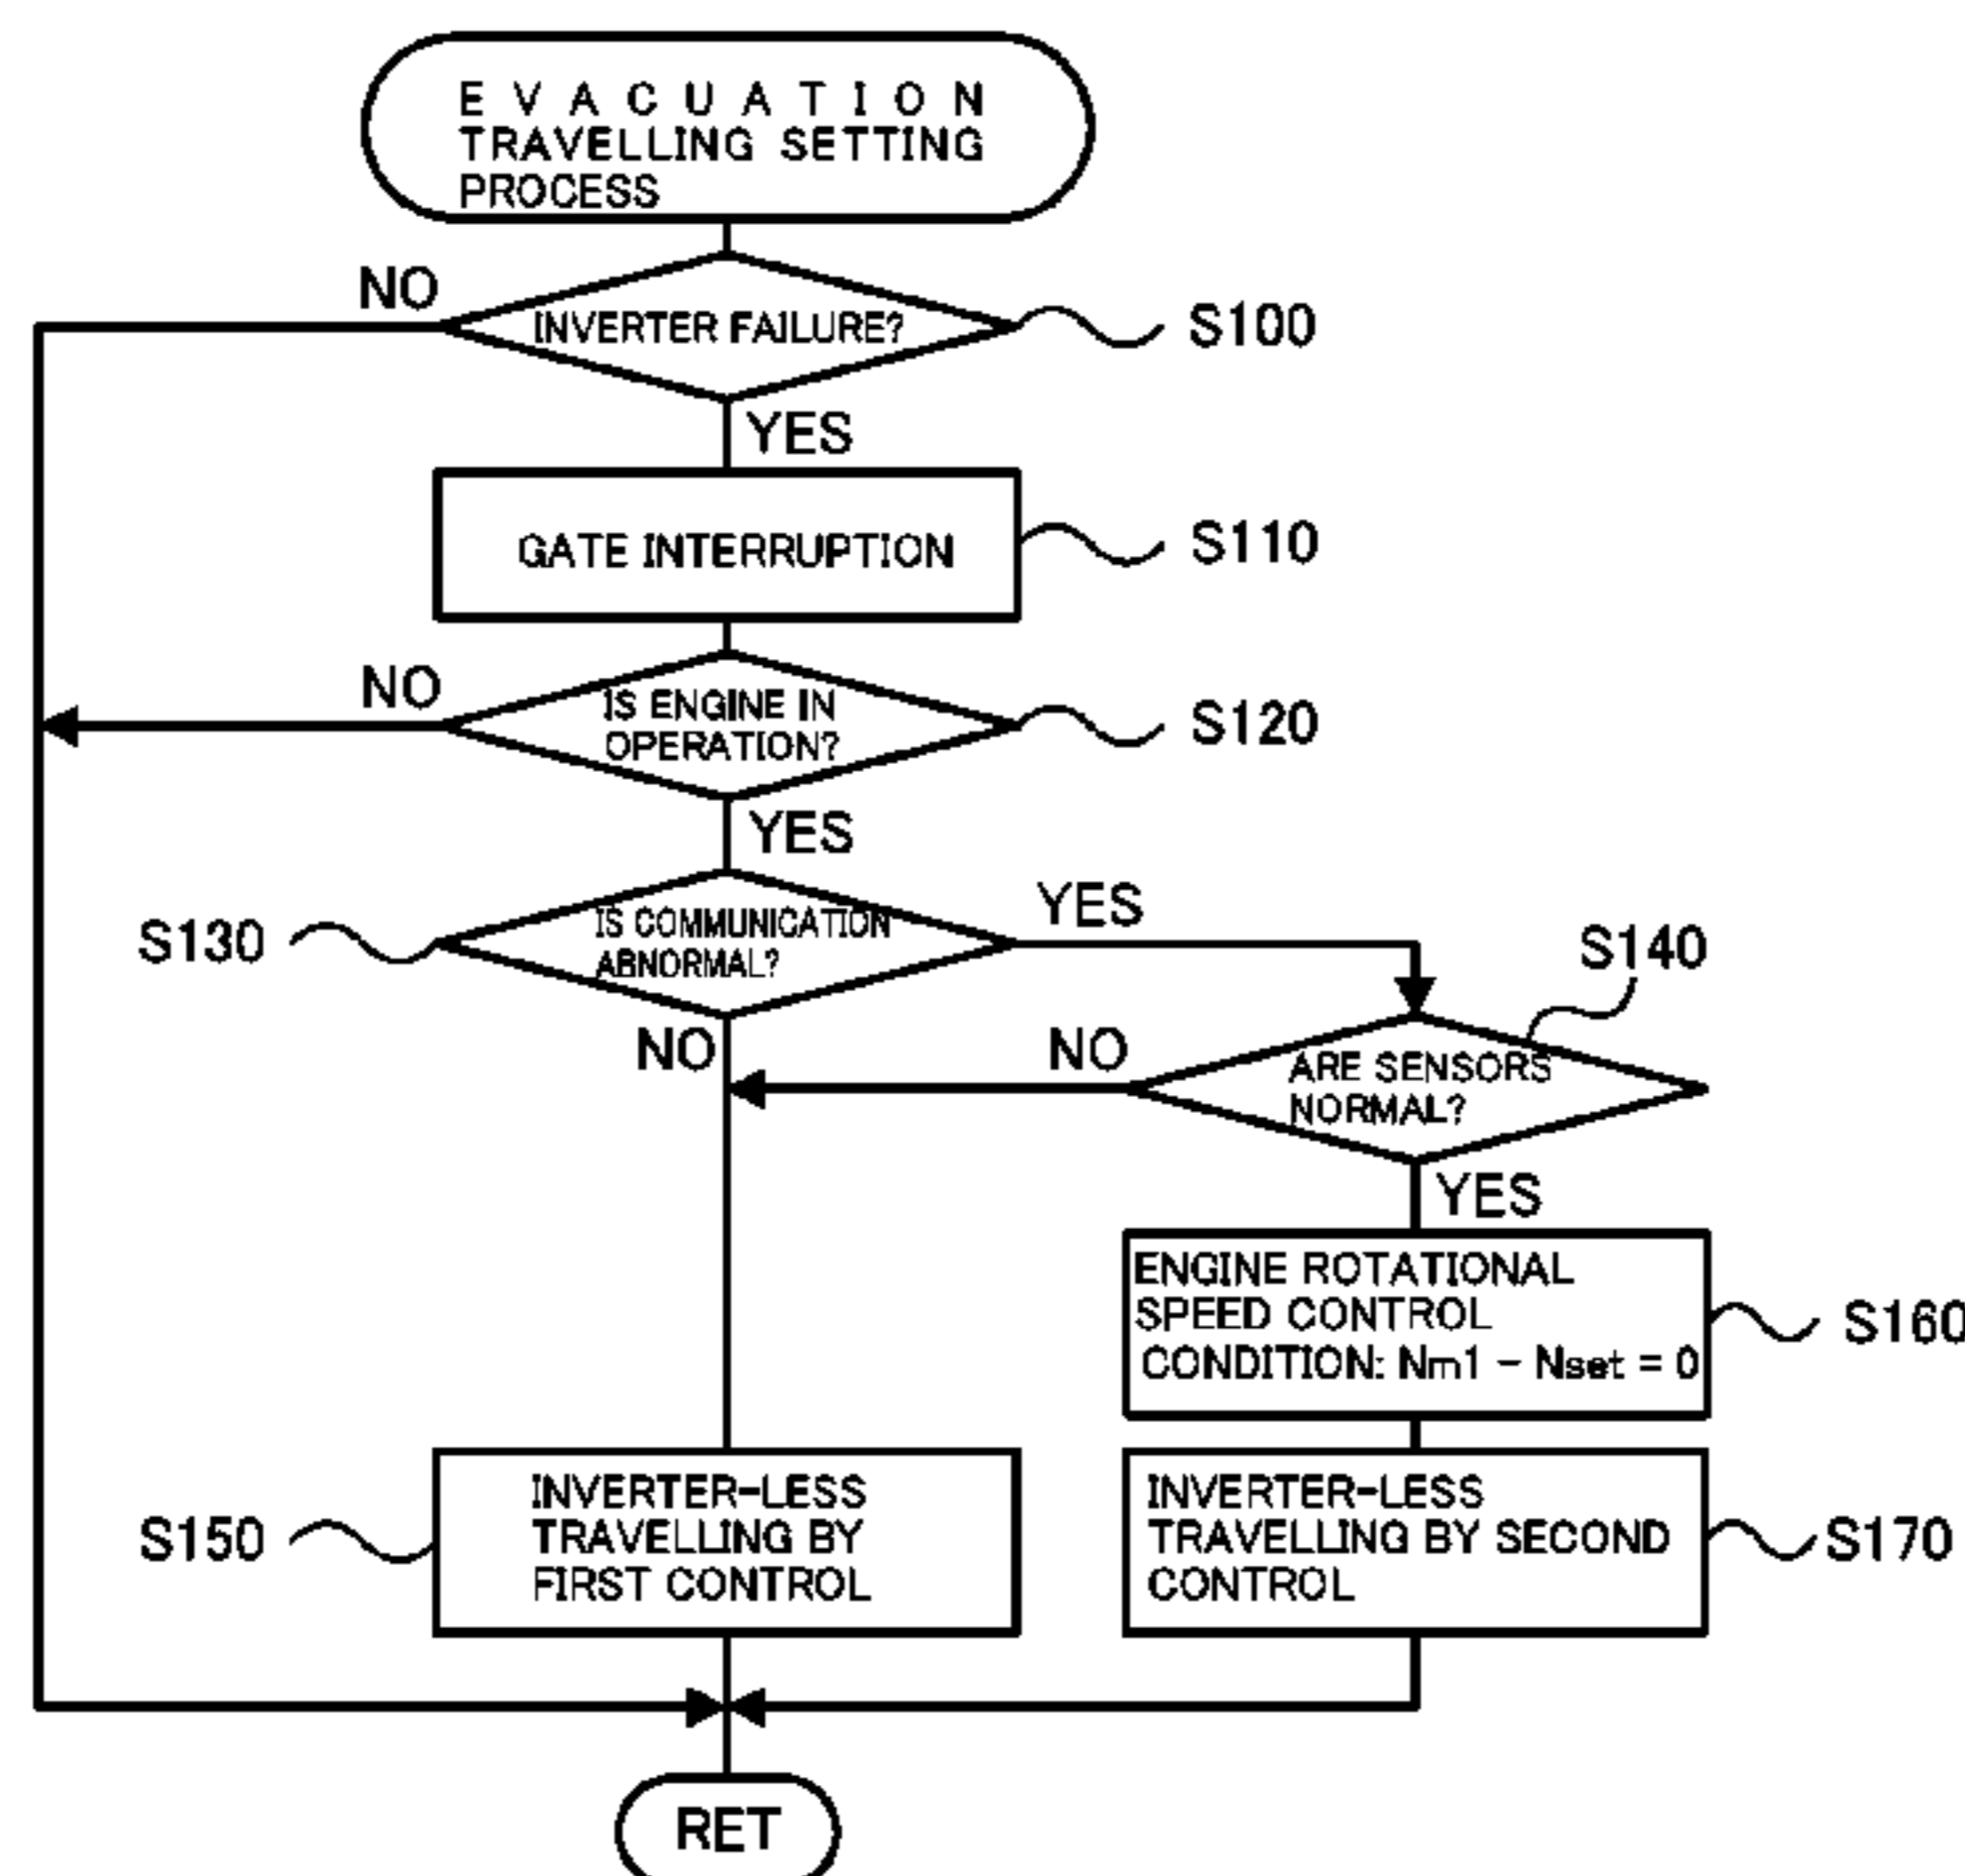 E V A C U A T I O N
TRAVELLING SETTING
PROCESS
NO
INVERTER FAILURE?
S100
YES
GATE INTERRUPTION
S110
NO
IS ENGINE IN
OPERATION?
S120
YES
S130
IS COMMUNICATION
ABNORMAL?
YES
S140
NO
NO
ARE SENSORS
NORMAL?
YES
ENGINE ROTATIONAL
SPEED CONTROL
CONDITION: Nm1 - Nset = 0
S160
S150
INVERTER-LESS
TRAVELLING BY
FIRST CONTROL
INVERTER-LESS
TRAVELLING BY SECOND
CONTROL
S170
RET